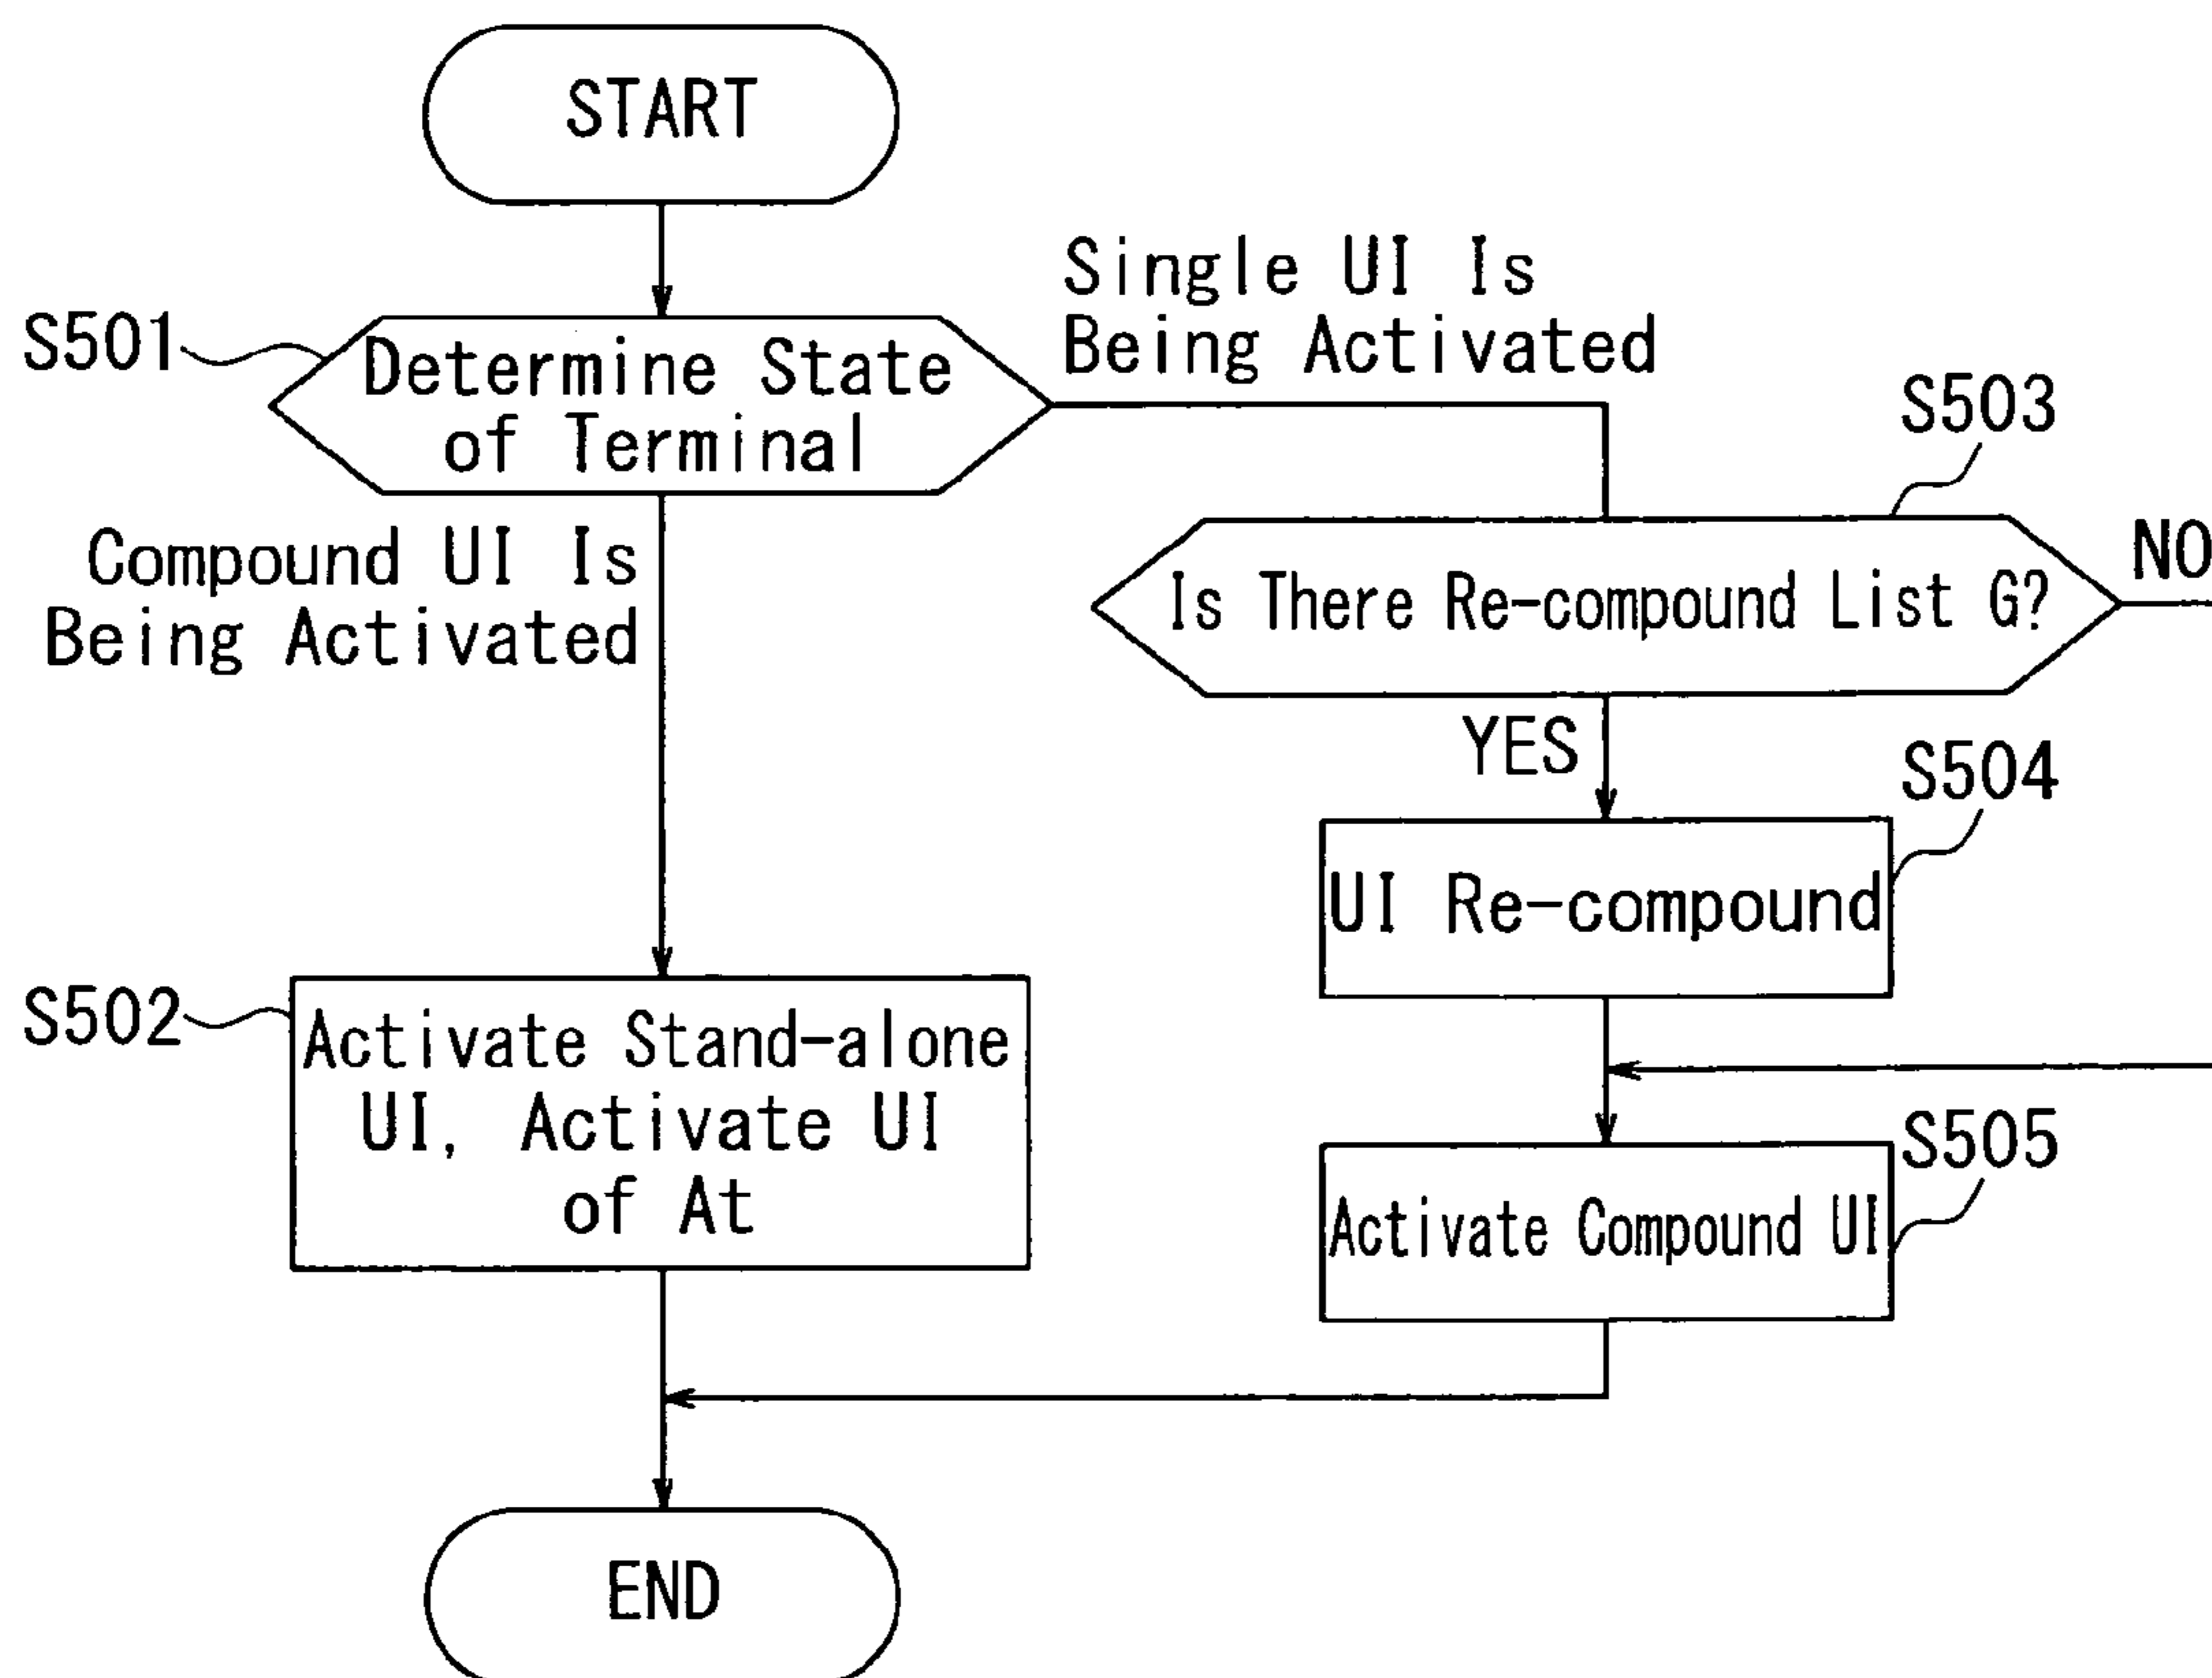 START
Single UI Is
Being Activated
S501
Determine State
of Terminal
S503
Compound UI Is
Being Activated
NO
Is There Re-compound List G?
YES
S504
UI Re-compound
S502
Activate Stand-alone
UI, Activate UI
of At
S505
Activate Compound UI
END